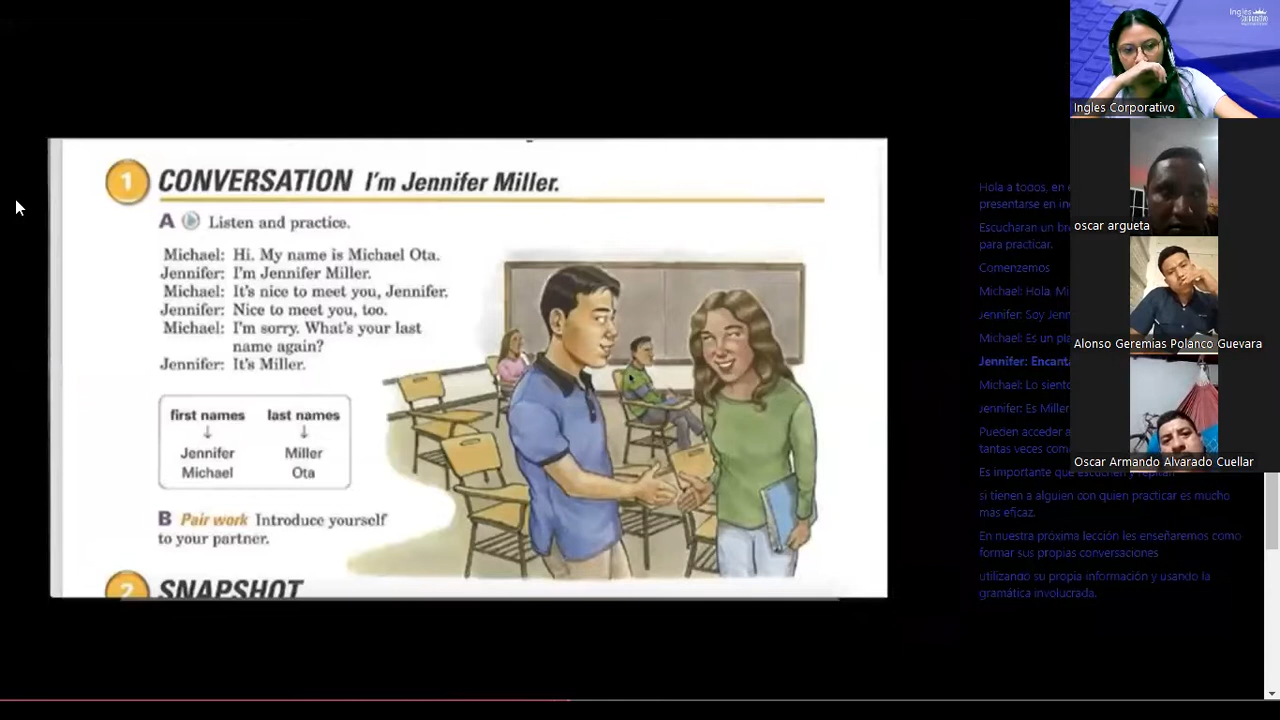 1 CONVERSATION I'm Jennifer Miller.
A Listen and practice.
Michael: Hi. My name is Michael Ota.
Jennifer: I'm Jennifer Miller.
Michael: It's nice to meet you, Jennifer.
Jennifer: Nice to meet you, too.
Michael: I'm sorry. What's your last
name again?
Jennifer: It's Miller.
first names last names
↓ ↓
Jennifer Miller
Michael Ota
B Pair work Introduce yourself
to your partner.
2 SNAPSHOT
Hola a todos, en
presentarse en
Escucharan un
para practicar.
Comenzemos
Michael: Hola.
Jennifer: Soy
Michael: Es un
Jennifer:
Michael: Lo
Jennifer: Es Miller
Pueden acceder a
tantas veces
Es importante que escuchen y repitan
si tienen a alguien con quien practicar es mucho
mas eficaz.
En nuestra próxima lección les enseñaremos como
formar sus propias conversaciones
utilizando su propia información y usando la
gramática involucrada.
Ingles Corporativo
Ingles Corporativo
oscar argueta
Alonso Geremias Polanco Guevara
Oscar Armando Alvarado Cuellar